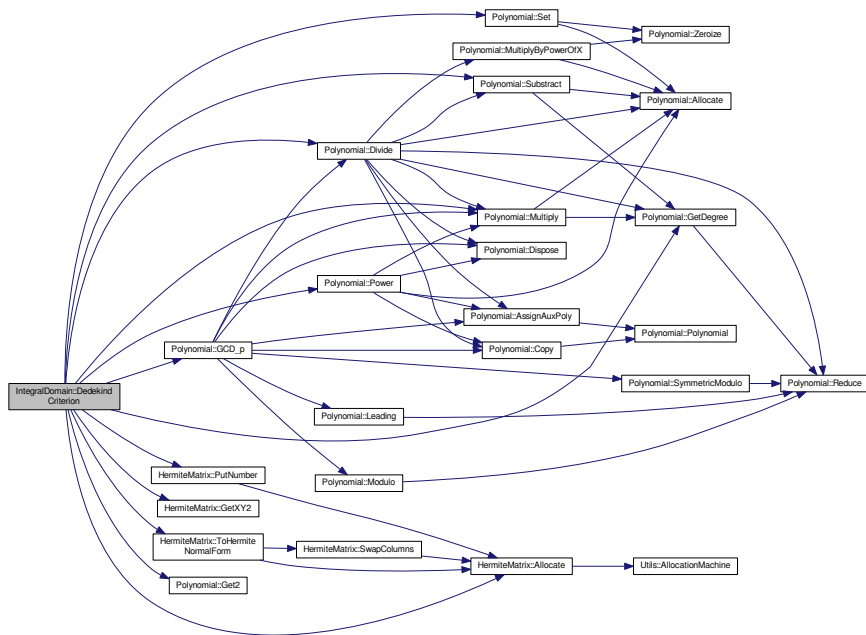 Polynomial::Set
Polynomial::Zeroize
Polynomial::MultiplyByPowerOfX
Polynomial::Substract
Polynomial::Allocate
Polynomial::Divide
Polynomial::Multiply
Polynomial::GetDegree
Polynomial::Dispose
Polynomial::Power
Polynomial::AssignAuxPoly
Polynomial::Polynomial
Polynomial::GCD_p
Polynomial::Copy
IntegralDomain::Dedekind
Criterion
Polynomial::SymmetricModulo
Polynomial::Reduce
Polynomial::Leading
HermiteMatrix::PutNumber
Polynomial::Modulo
HermiteMatrix::GetXY2
HermiteMatrix::ToHermite
NormalForm
HermiteMatrix::SwapColumns
HermiteMatrix::Allocate
Utils::AllocationMachine
Polynomial::Get2